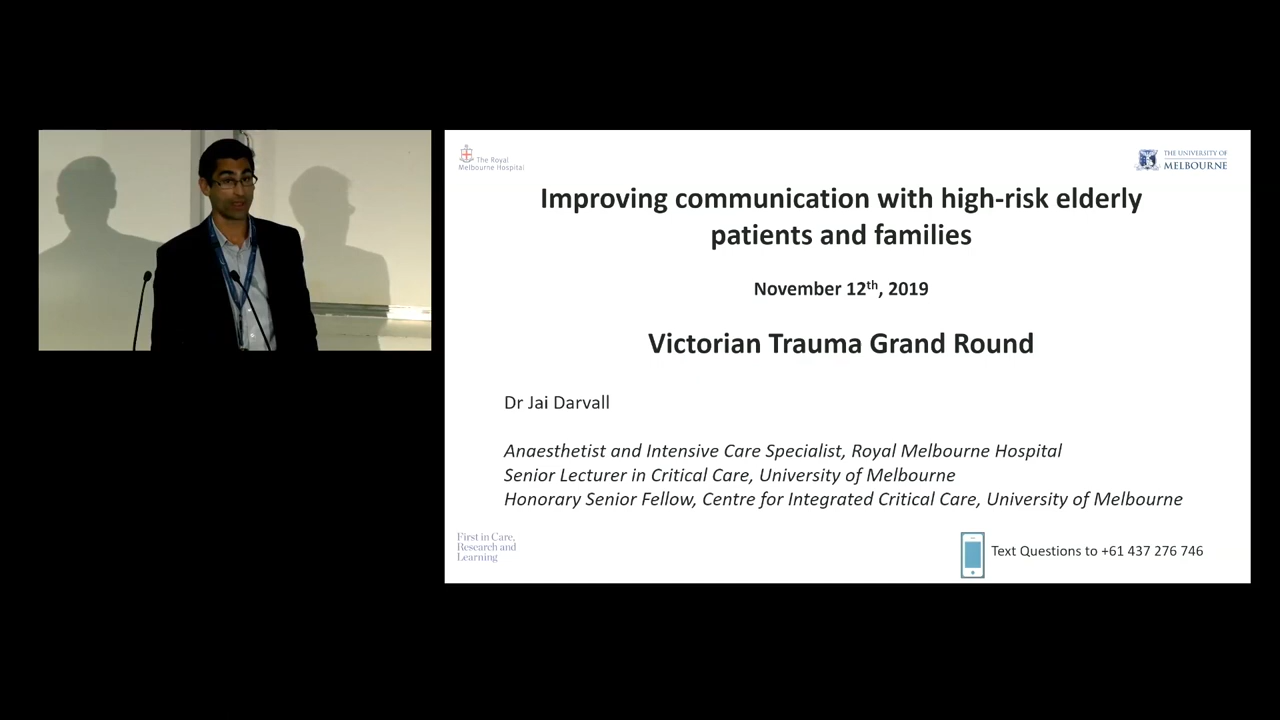 The Royal
Melbourne Hospital
THE UNIVERSITY OF
MELBOURNE
Improving communication with high-risk elderly
patients and families
November 12th, 2019
Victorian Trauma Grand Round
Dr Jai Darvall
Anaesthetist and Intensive Care Specialist, Royal Melbourne Hospital
Senior Lecturer in Critical Care, University of Melbourne
Honorary Senior Fellow, Centre for Integrated Critical Care, University of Melbourne
First in Care,
Research and
Learning
Text Questions to +61 437 276 746